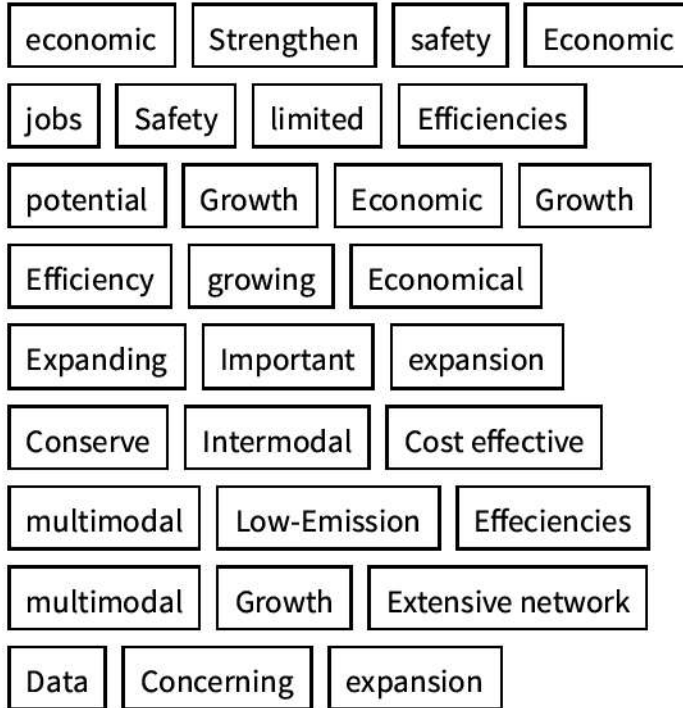 economic Strengthen safety Economic
jobs Safety limited Efficiencies
potential Growth Economic Growth
Efficiency growing Economical
Expanding Important expansion
Conserve Intermodal Cost effective
multimodal Low-Emission Effeciencies
multimodal Growth Extensive network
Data Concerning expansion